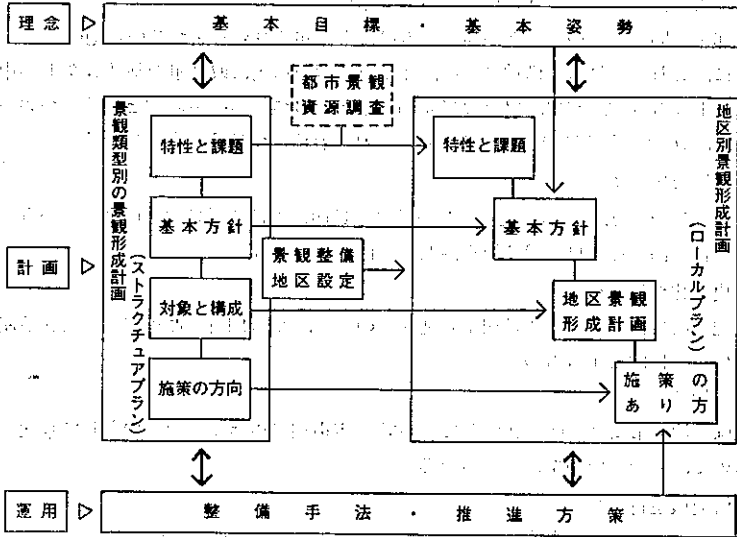 理念
基本目標・基本姿勢
都市景観
資源調査
景観類型別の景観形成計画
(ストラクチュアプラン)
特性と課題
基本方針
対象と構成
施策の方向
計画
景観整備
地区設定
地区別景観形成計画
(ローカルプラン)
特性と課題
基本方針
地区景観
形成計画
施策の
あり方
運用
整備手法・推進方策